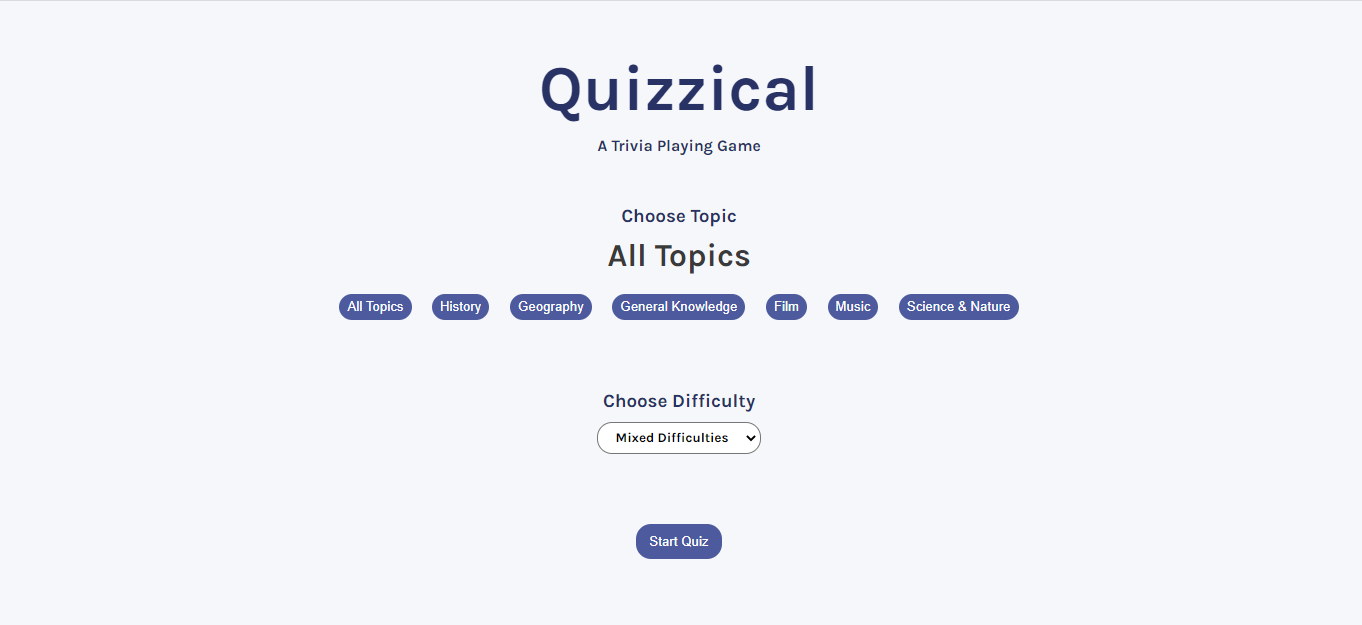 Quizzical
A Trivia Playing Game
Choose Topic
All Topics
All Topics History Geography General Knowledge Film Music Science & Nature
Choose Difficulty
Mixed Difficulties
Start Quiz